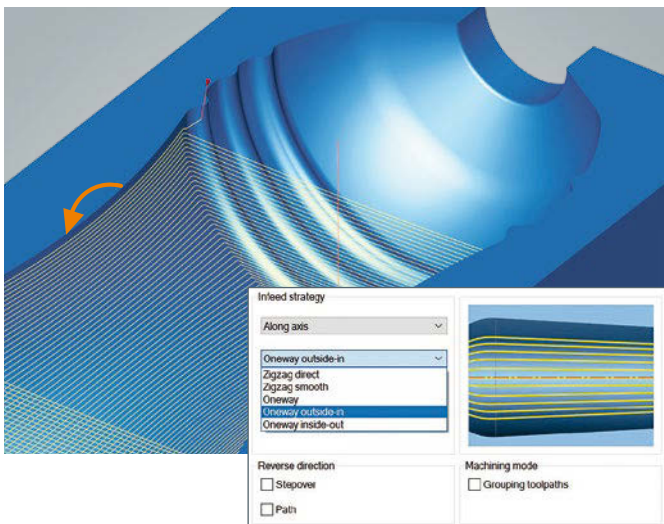 Infeed strategy
Along axis
Oneway outside-in
Zigzag direct
Zigzag smooth
Oneway
Oneway outside-in
Oneway inside-out
Reverse direction
Stepover
Path
Machining mode
Grouping toolpaths